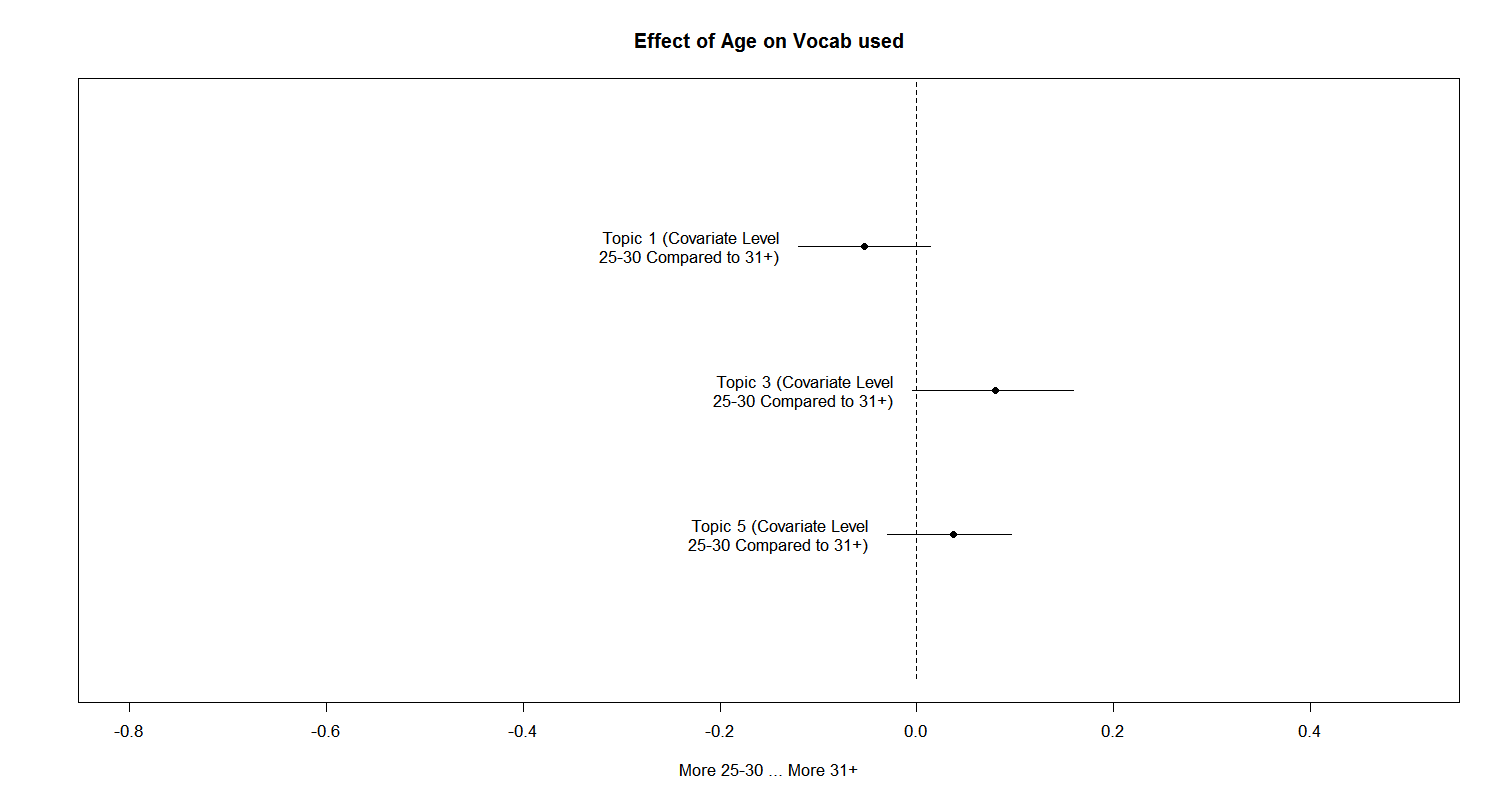 Effect of Age on Vocab used
Topic 1 (Covariate Level
25-30 Compared to 31+)
Topic 3 (Covariate Level
25-30 Compared to 31+)
Topic 5 (Covariate Level
25-30 Compared to 31+)
-0.8 -0.6 -0.4 -0.2 0.0 0.2 0.4
More 25-30 ... More 31+